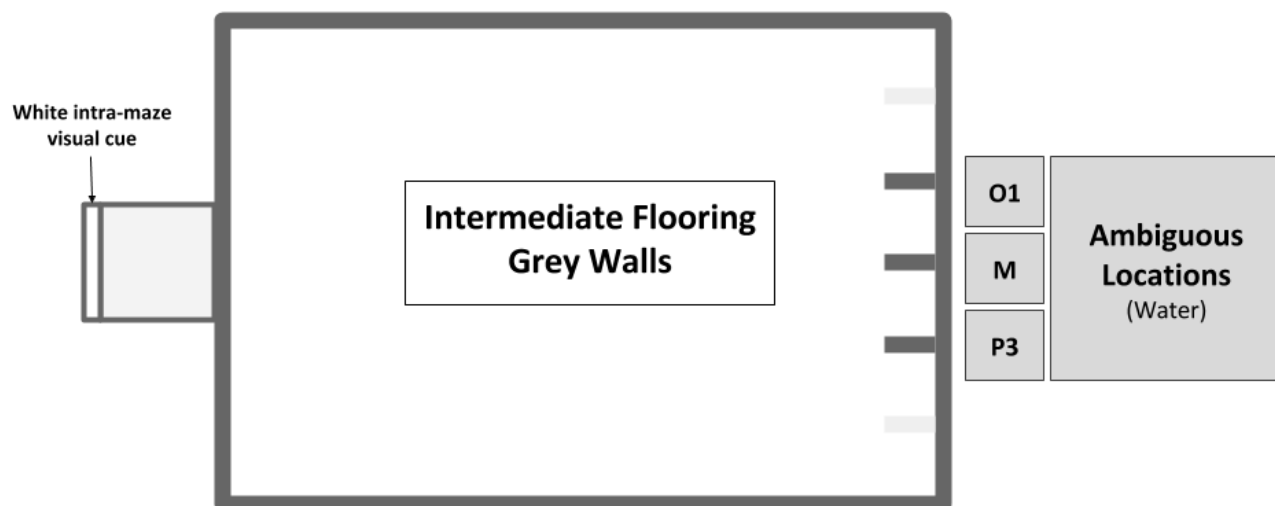 White intra-maze
visual cue
Intermediate Flooring
Grey Walls
O1
M
P3
Ambiguous
Locations
(Water)